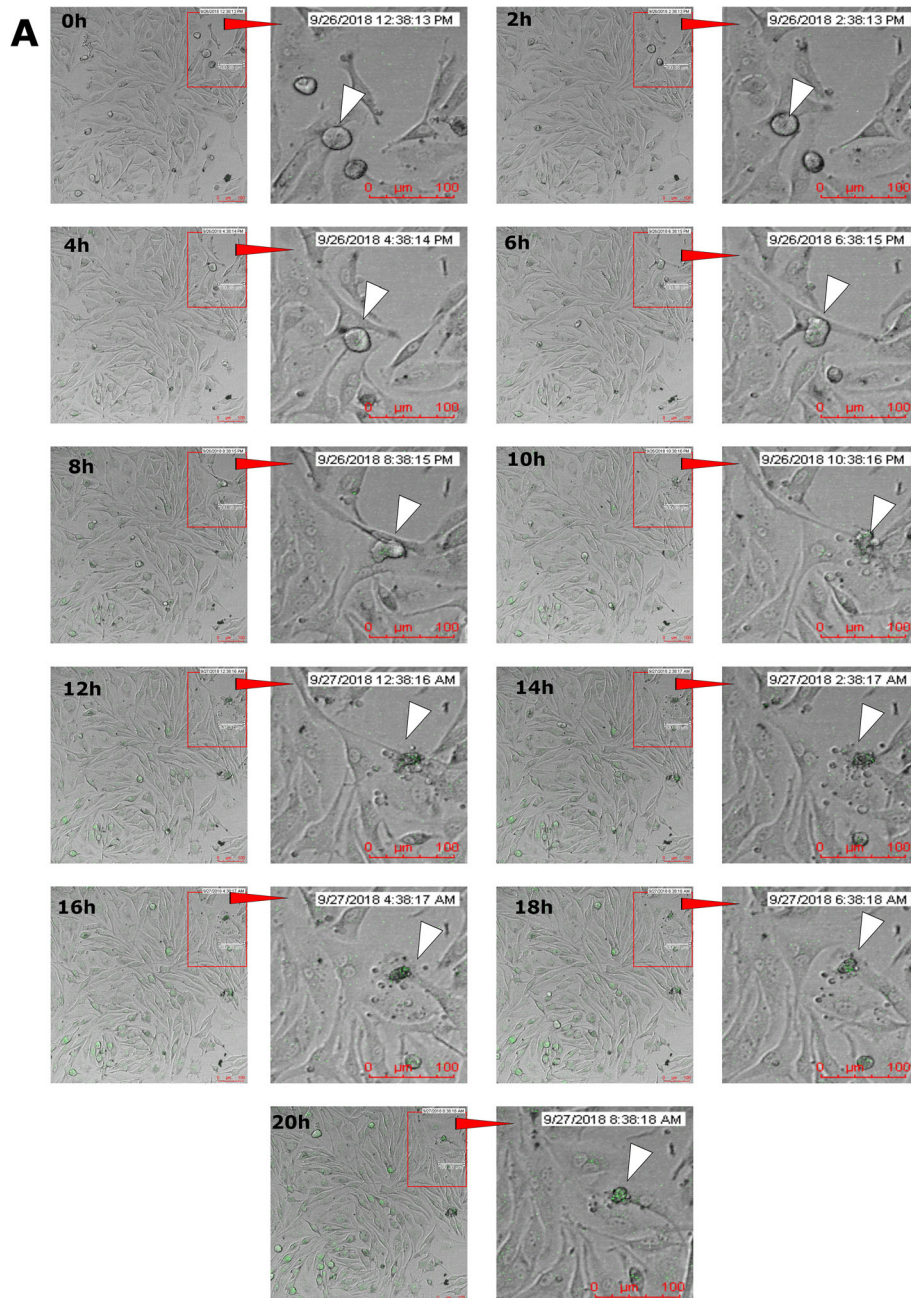 A
0h
9/26/2018 12:38:13 PM
0 µm 100
2h
9/26/2018 2:38:13 PM
0 µm 100
4h
9/26/2018 4:38:14 PM
0 µm 100
6h
9/26/2018 6:38:15 PM
0 µm 100
8h
9/26/2018 8:38:15 PM
0 µm 100
10h
9/26/2018 10:38:16 PM
0 µm 100
12h
9/27/2018 12:38:16 AM
0 µm 100
14h
9/27/2018 2:38:17 AM
0 µm 100
16h
9/27/2018 4:38:17 AM
0 µm 100
18h
9/27/2018 6:38:18 AM
0 µm 100
20h
9/27/2018 8:38:18 AM
0 µm 100